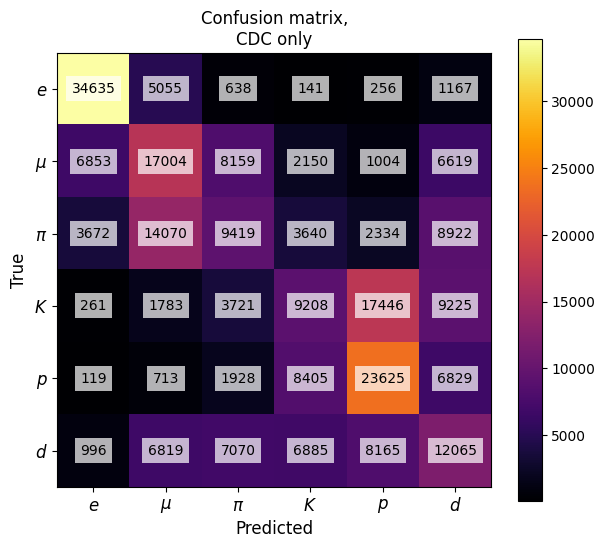 Confusion matrix,
CDC only
e 34635 5055 638 141 256 1167
μ 6853 17004 8159 2150 1004 6619
π 3672 14070 9419 3640 2334 8922
K 261 1783 3721 9208 17446 9225
p 119 713 1928 8405 23625 6829
d 996 6819 7070 6885 8165 12065
e μ π K p d
True
Predicted
30000
25000
20000
15000
10000
5000